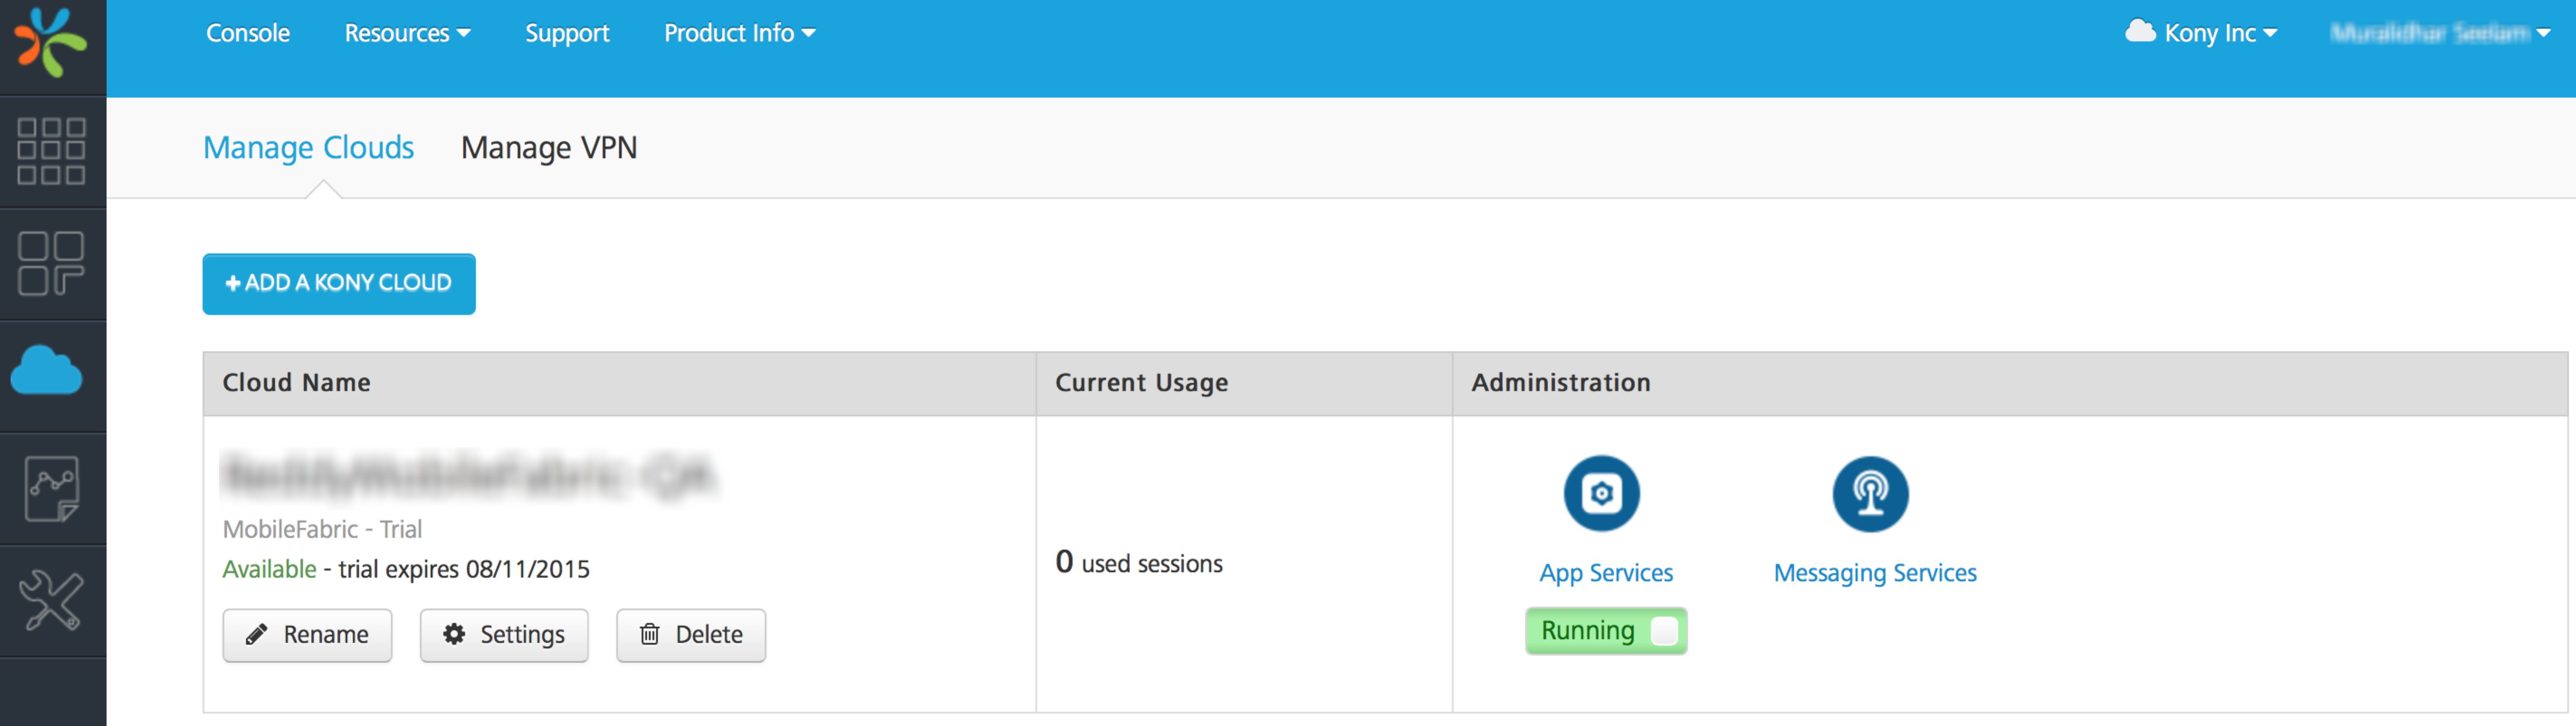 Console Resources Support Product Info Kony Inc
Manage Clouds Manage VPN
+ ADD A KONY CLOUD
Cloud Name Current Usage Administration
MobileFabric - Trial
Available - trial expires 08/11/2015
0 used sessions
App Services Messaging Services
Rename Settings Delete
Running